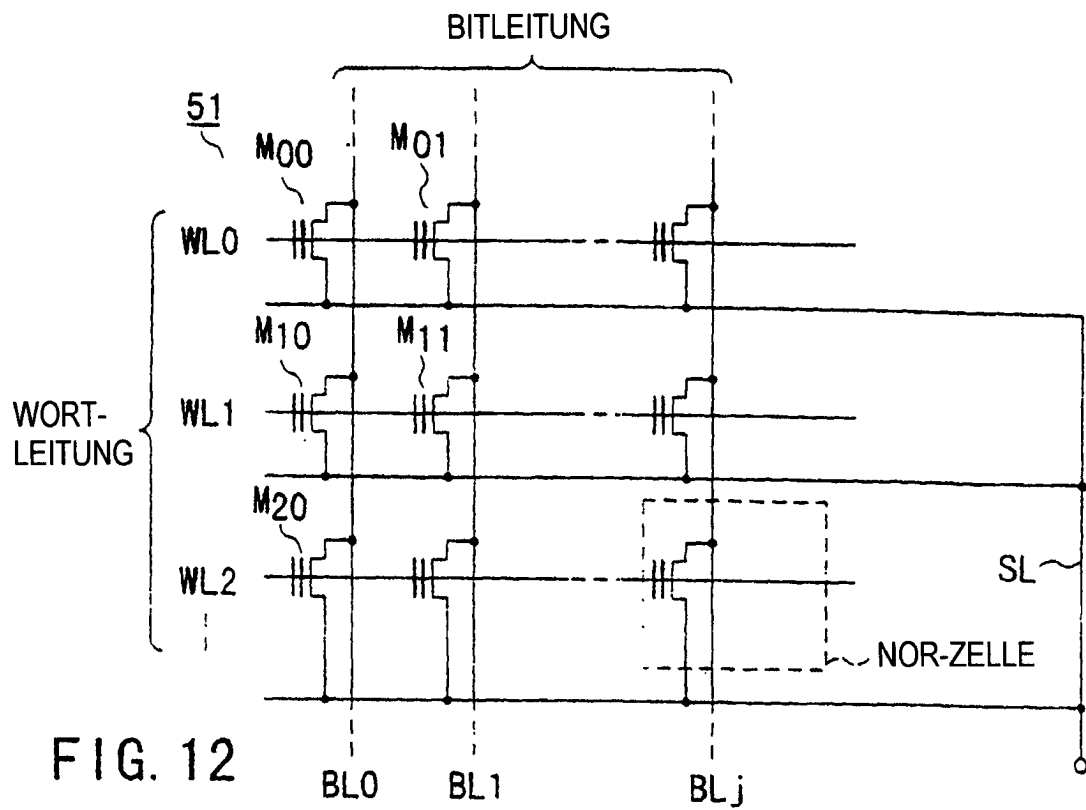 BITLEITUNG
51
M00
M01
WL0
M10
M11
WORT-
LEITUNG
WL1
M20
WL2
SL
NOR-ZELLE
FIG. 12
BL0
BL1
BLj